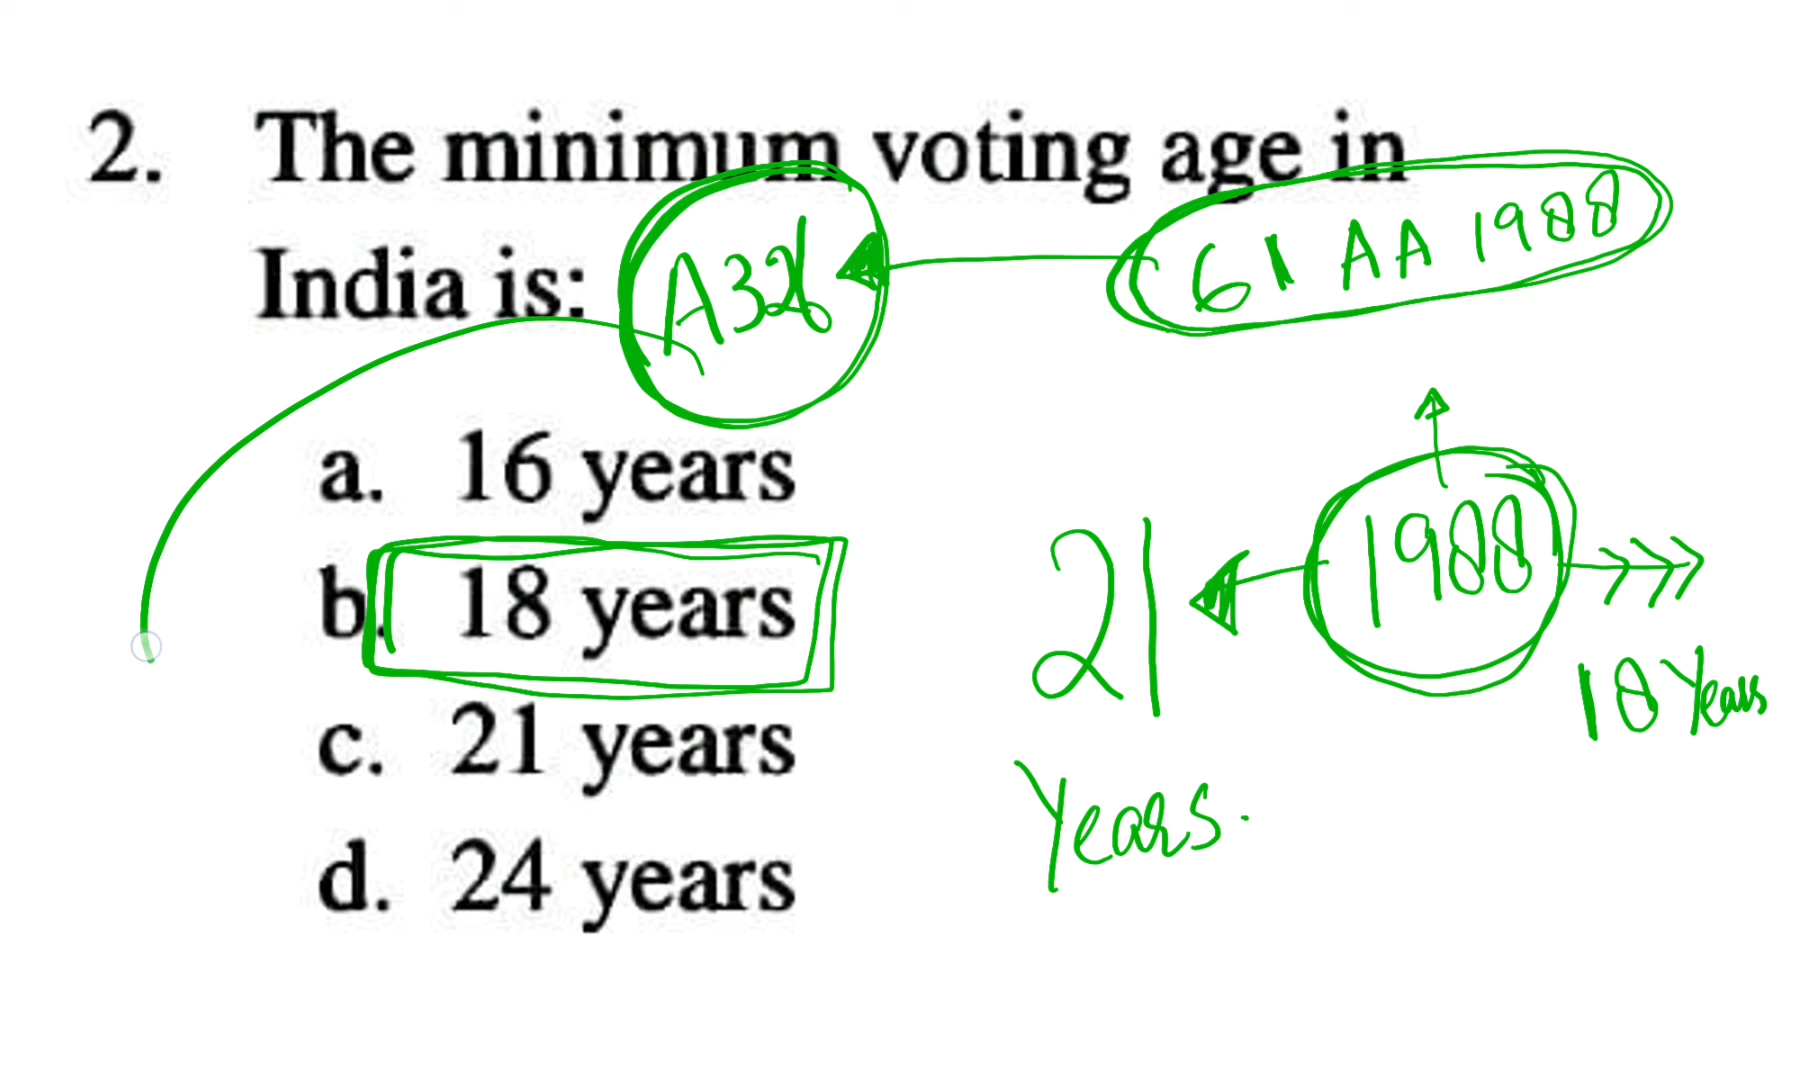 2. The minimum voting age in
India is: A326 61 AA 1988
a. 16 years
b. 18 years
c. 21 years
d. 24 years
21 1988
18 Years
Years.